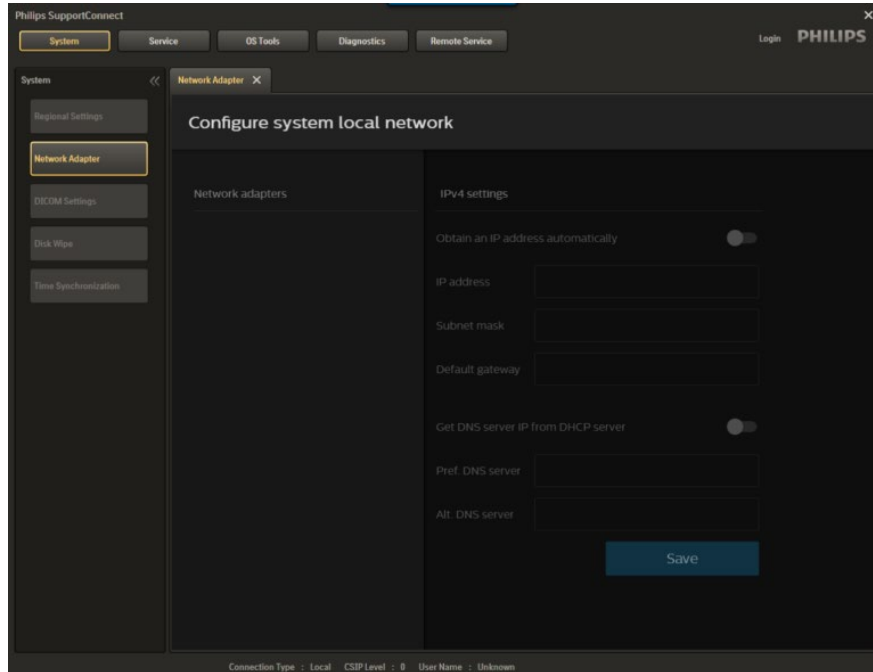 Philips SupportConnect
System Service OS Tools Diagnostics Remote Service Login PHILIPS
System
Network Adapter
Regional Settings
Network Adapter
DICOM Settings
Disk Wipe
Time Synchronization
Configure system local network
Network adapters
IPv4 settings
Obtain an IP address automatically
IP address
Subnet mask
Default gateway
Get DNS server IP from DHCP server
Pref. DNS server
Alt. DNS server
Save
Connection Type : Local CSIP Level : 0 User Name : Unknown